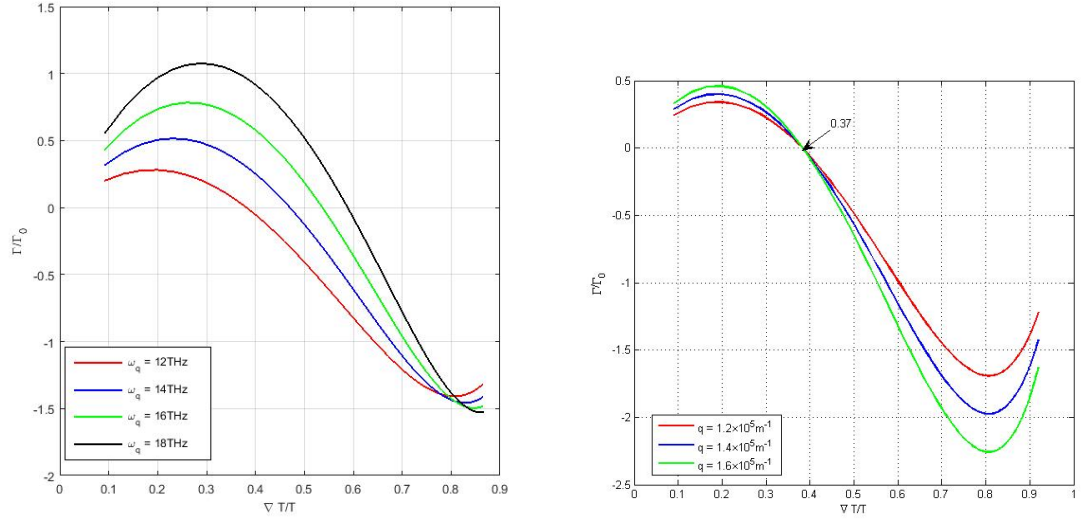 1.5
1
0.5
0
-0.5
-1
-1.5
-2
Γ/Γ₀
ω_q = 12THz
ω_q = 14THz
ω_q = 16THz
ω_q = 18THz
0 0.1 0.2 0.3 0.4 0.5 0.6 0.7 0.8 0.9
∇ T/T
0.5
0
-0.5
-1
-1.5
-2
-2.5
Γ/Γ₀
0.37
q = 1.2×10⁵m⁻¹
q = 1.4×10⁵m⁻¹
q = 1.6×10⁵m⁻¹
0 0.1 0.2 0.3 0.4 0.5 0.6 0.7 0.8 0.9 1
∇ T/T